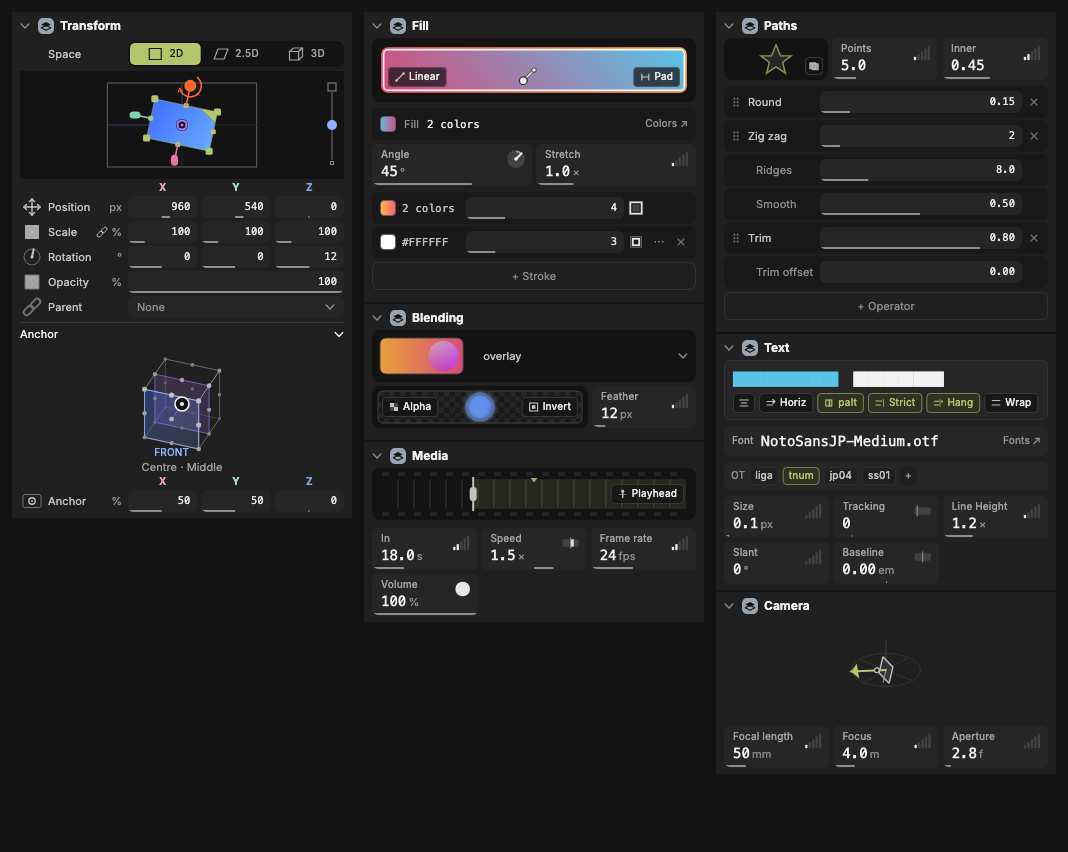 Transform
Space
2D
2.5D
3D
X Y Z
Position px 960 540 0
Scale % 100 100 100
Rotation ° 0 0 12
Opacity % 100
Parent None
Anchor
FRONT
Centre · Middle
X Y Z
Anchor % 50 50 0
Fill
Linear
Pad
Fill 2 colors Colors ↗
Angle
45°
Stretch
1.0×
2 colors 4
#FFFFFF 3 ··· ×
+ Stroke
Blending
overlay
Alpha
Invert
Feather
12 px
Media
Playhead
In
18.0 s
Speed
1.5 ×
Frame rate
24 fps
Volume
100 %
Paths
Points
5.0
Inner
0.45
Round 0.15 ×
Zig zag 2 ×
Ridges 8.0
Smooth 0.50
Trim 0.80 ×
Trim offset 0.00
+ Operator
Text
Horiz
palt
Strict
Hang
Wrap
Font NotoSansJP-Medium.otf Fonts ↗
OT liga tnum jp04 ss01 +
Size
0.1 px
Tracking
0
Line Height
1.2 ×
Slant
0°
Baseline
0.00 em
Camera
Focal length
50 mm
Focus
4.0 m
Aperture
2.8 f